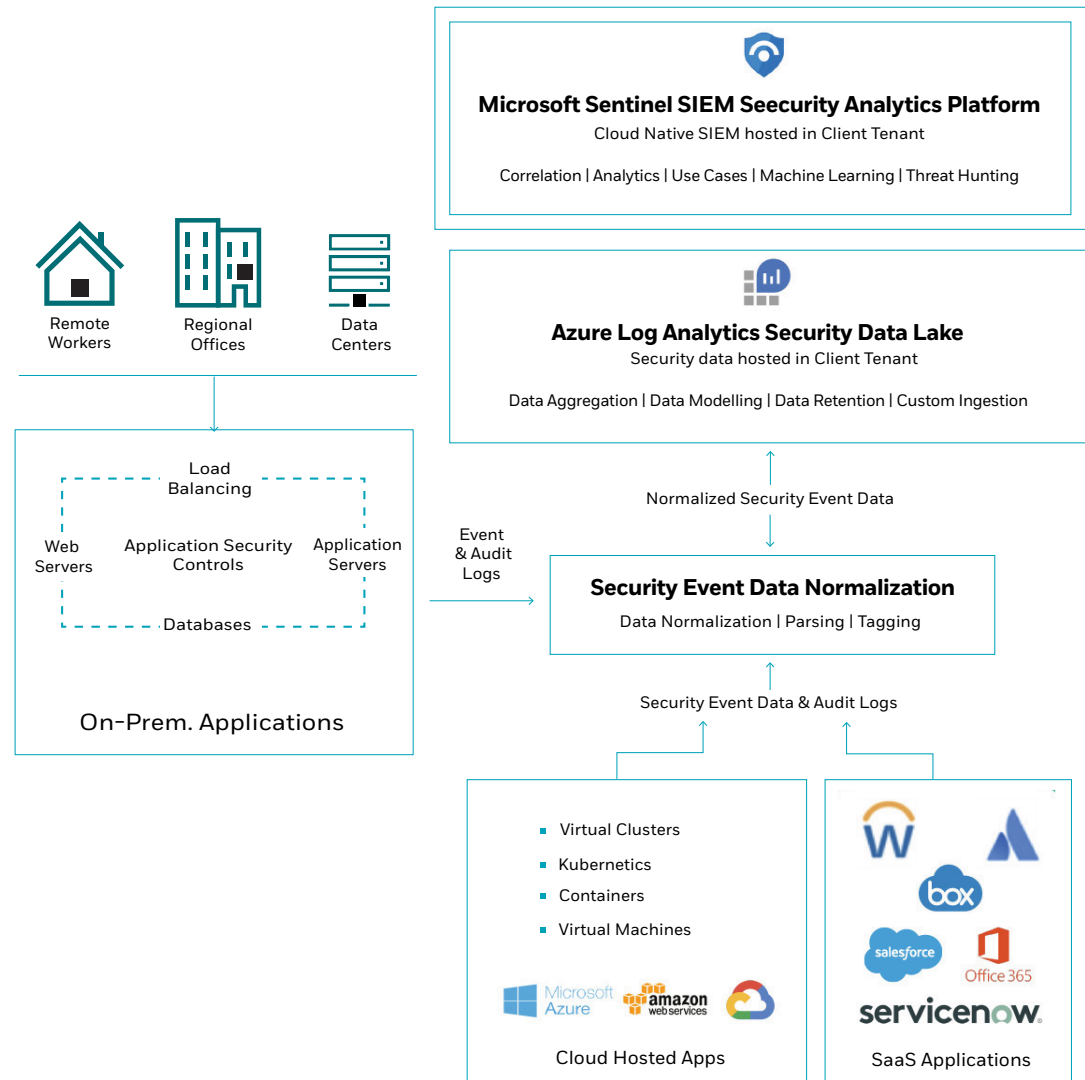 Microsoft Sentinel SIEM Seecurity Analytics Platform
Cloud Native SIEM hosted in Client Tenant
Correlation | Analytics | Use Cases | Machine Learning | Threat Hunting
Remote
Workers
Regional
Offices
Data
Centers
Azure Log Analytics Security Data Lake
Security data hosted in Client Tenant
Data Aggregation | Data Modelling | Data Retention | Custom Ingestion
Load
Balancing
Web
Servers
Application Security
Controls
Application
Servers
Databases
On-Prem. Applications
Event
& Audit
Logs
Normalized Security Event Data
Security Event Data Normalization
Data Normalization | Parsing | Tagging
Security Event Data & Audit Logs
Virtual Clusters
Kubernetics
Containers
Virtual Machines
Microsoft
Azure
amazon
web services
Cloud Hosted Apps
W
box
salesforce
Office 365
servicenow.
SaaS Applications